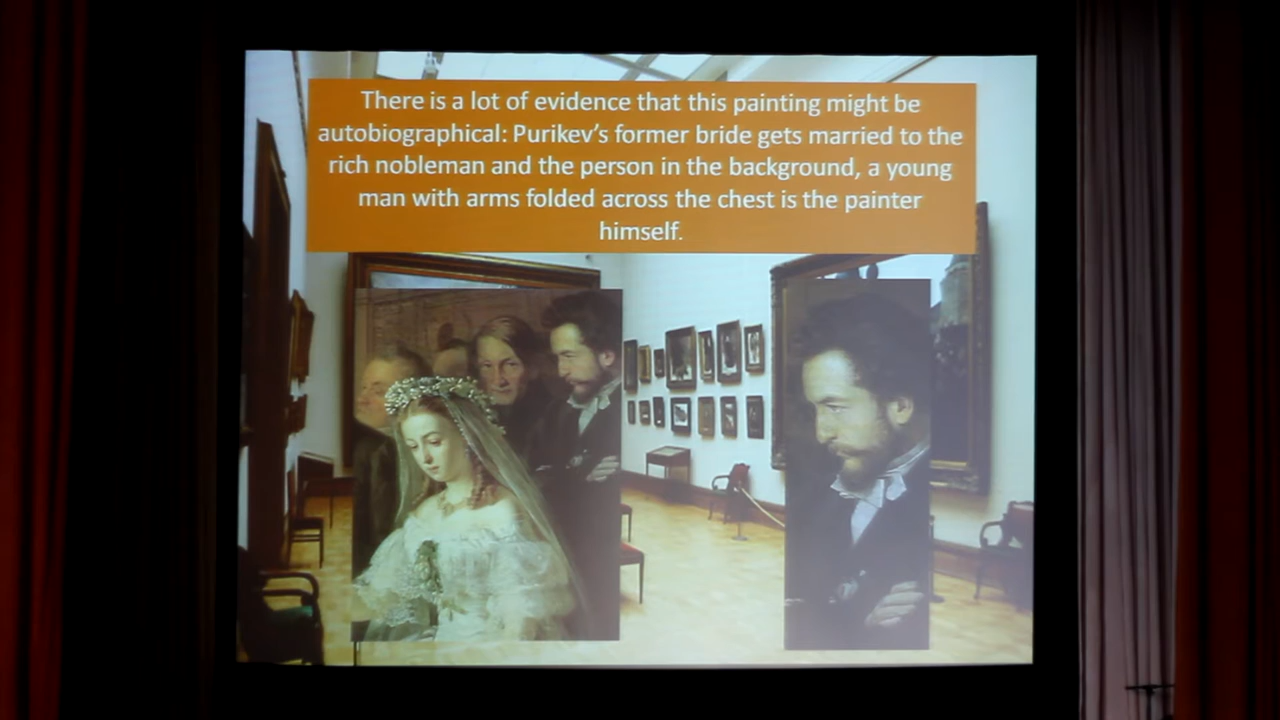 There is a lot of evidence that this painting might be
autobiographical: Purikev's former bride gets married to the
rich nobleman and the person in the background, a young
man with arms folded across the chest is the painter
himself.